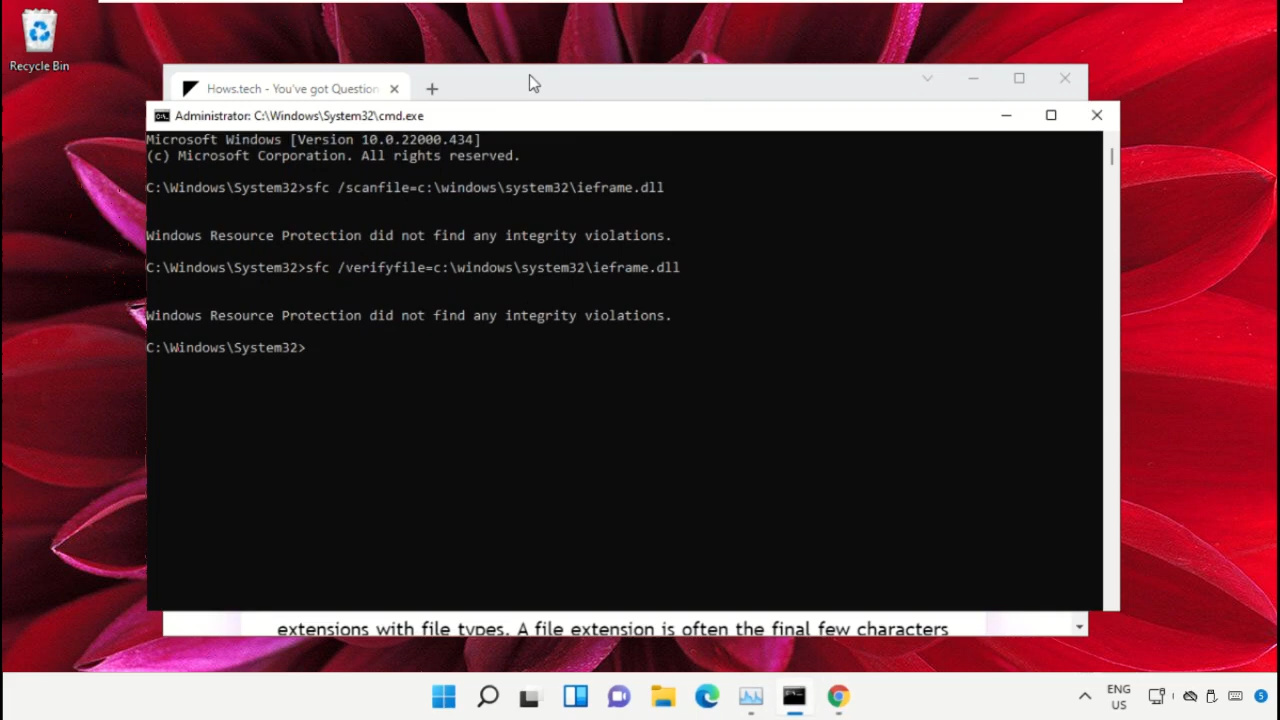 Recycle Bin
Hows.tech - You've got Question
Administrator: C:\Windows\System32\cmd.exe
Microsoft Windows [Version 10.0.22000.434]
(c) Microsoft Corporation. All rights reserved.
C:\Windows\System32>sfc /scanfile=c:\windows\system32\ieframe.dll
Windows Resource Protection did not find any integrity violations.
C:\Windows\System32>sfc /verifyfile=c:\windows\system32\ieframe.dll
Windows Resource Protection did not find any integrity violations.
C:\Windows\System32>
extensions with file types. A file extension is often the final few characters
ENG
US
5